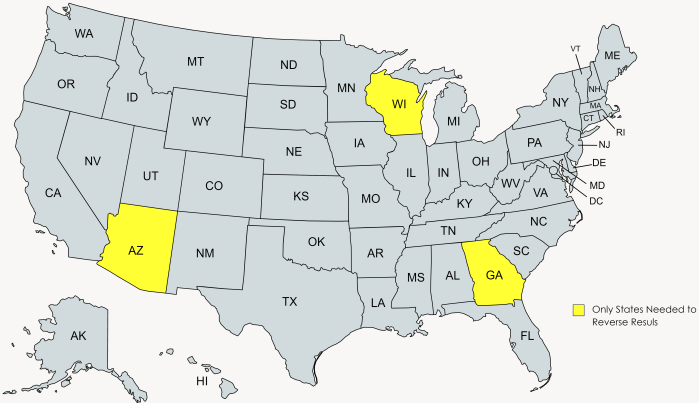 WA
MT
ND
MN
ME
VT
NH
OR
ID
SD
WI
NY
MA
CT
RI
WY
MI
IA
PA
NJ
NV
NE
OH
DE
UT
IL
IN
WV
MD
CA
CO
KS
MO
KY
VA
DC
AZ
NM
OK
AR
TN
NC
SC
MS
AL
GA
TX
LA
FL
AK
HI
Only States Needed to
Reverse Resuls